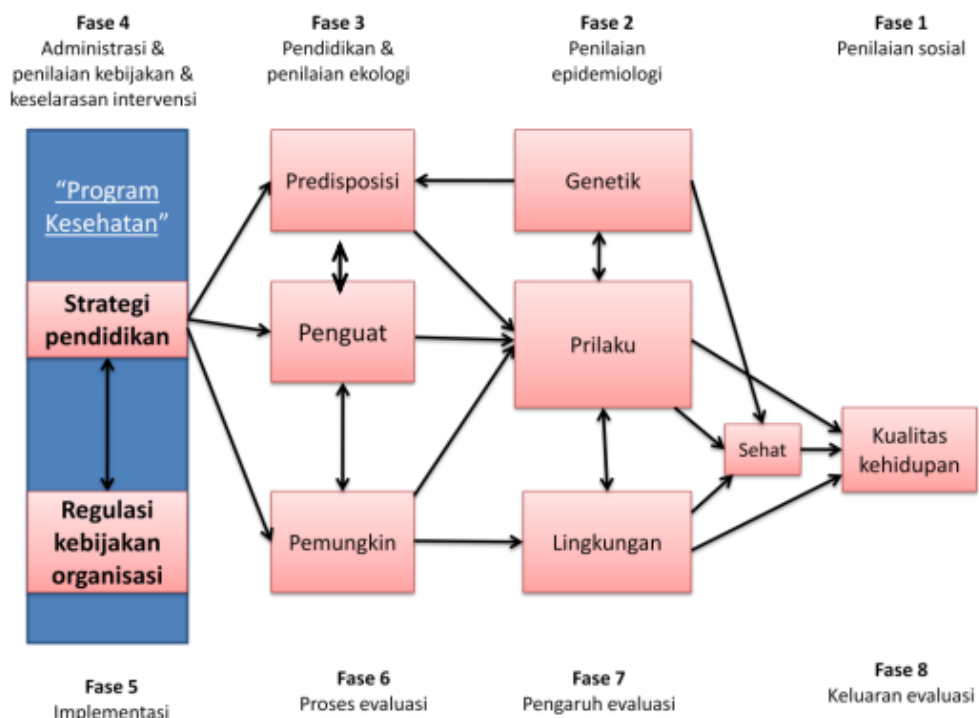 Fase 4
Administrasi &
penilaian kebijakan &
keselarasan intervensi
Fase 3
Pendidikan &
penilaian ekologi
Fase 2
Penilaian
epidemiologi
Fase 1
Penilaian sosial
“Program
Kesehatan”
Strategi
pendidikan
Regulasi
kebijakan
organisasi
Predisposisi
Penguat
Pemungkin
Genetik
Prilaku
Lingkungan
Sehat
Kualitas
kehidupan
Fase 5
Implementasi
Fase 6
Proses evaluasi
Fase 7
Pengaruh evaluasi
Fase 8
Keluaran evaluasi